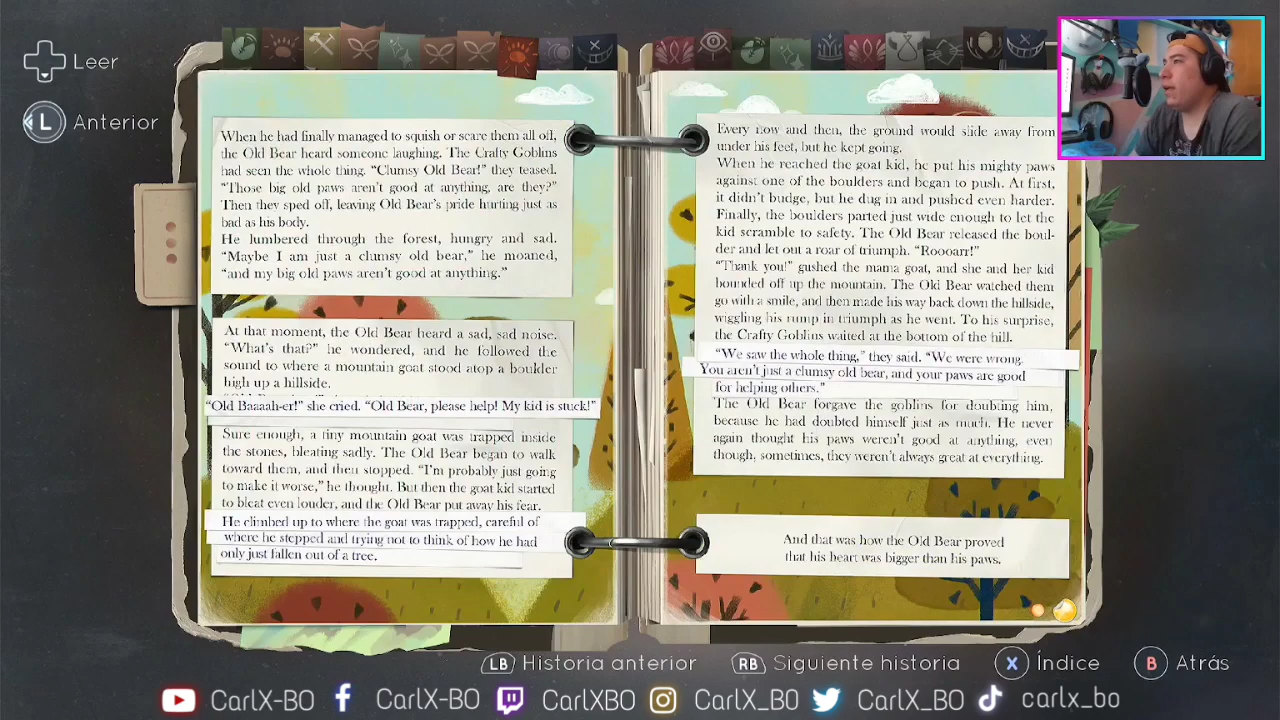 Leer
L Anterior
When he had finally managed to squish or scare them all off,
the Old Bear heard someone laughing. The Crafty Goblins
had seen the whole thing. “Clumsy Old Bear!” they teased.
“Those big old paws aren’t good at anything, are they?”
Then they sped off, leaving Old Bear’s pride hurting just as
bad as his body.
He lumbered through the forest, hungry and sad.
“Maybe I am just a clumsy old bear,” he moaned,
“and my big old paws aren’t good at anything.”
At that moment, the Old Bear heard a sad, sad noise.
“What’s that?” he wondered, and he followed the
sound to where a mountain goat stood atop a boulder
high up a hillside.
“Old Baaaah-er!” she cried. “Old Bear, please help! My kid is stuck!”
Sure enough, a tiny mountain goat was trapped inside
the stones, bleating sadly. The Old Bear began to walk
toward them, and then stopped. “I’m probably just going
to make it worse,” he thought. But then the goat kid started
to bleat even louder, and the Old Bear put away his fear.
He climbed up to where the goat was trapped, careful of
where he stepped and trying not to think of how he had
only just fallen out of a tree.
Every now and then, the ground would slide away from
under his feet, but he kept going.
When he reached the goat kid, he put his mighty paws
against one of the boulders and began to push. At first,
it didn’t budge, but he dug in and pushed even harder.
Finally, the boulders parted just wide enough to let the
kid scramble to safety. The Old Bear released the boul-
der and let out a roar of triumph. “Roooarr!”
“Thank you!” gushed the mama goat, and she and her kid
bounded off up the mountain. The Old Bear watched them
go with a smile, and then made his way back down the hillside,
wiggling his rump in triumph as he went. To his surprise,
the Crafty Goblins waited at the bottom of the hill.
“We saw the whole thing,” they said. “We were wrong.
You aren’t just a clumsy old bear, and your paws are good
for helping others.”
The Old Bear forgave the goblins for doubting him,
because he had doubted himself just as much. He never
again thought his paws weren’t good at anything, even
though, sometimes, they weren’t always great at everything.
And that was how the Old Bear proved
that his heart was bigger than his paws.
LB Historia anterior RB Siguiente historia X Índice B Atrás
CarlX-BO CarlX-BO CarlXBO CarlX_BO CarlX_BO carlx_bo